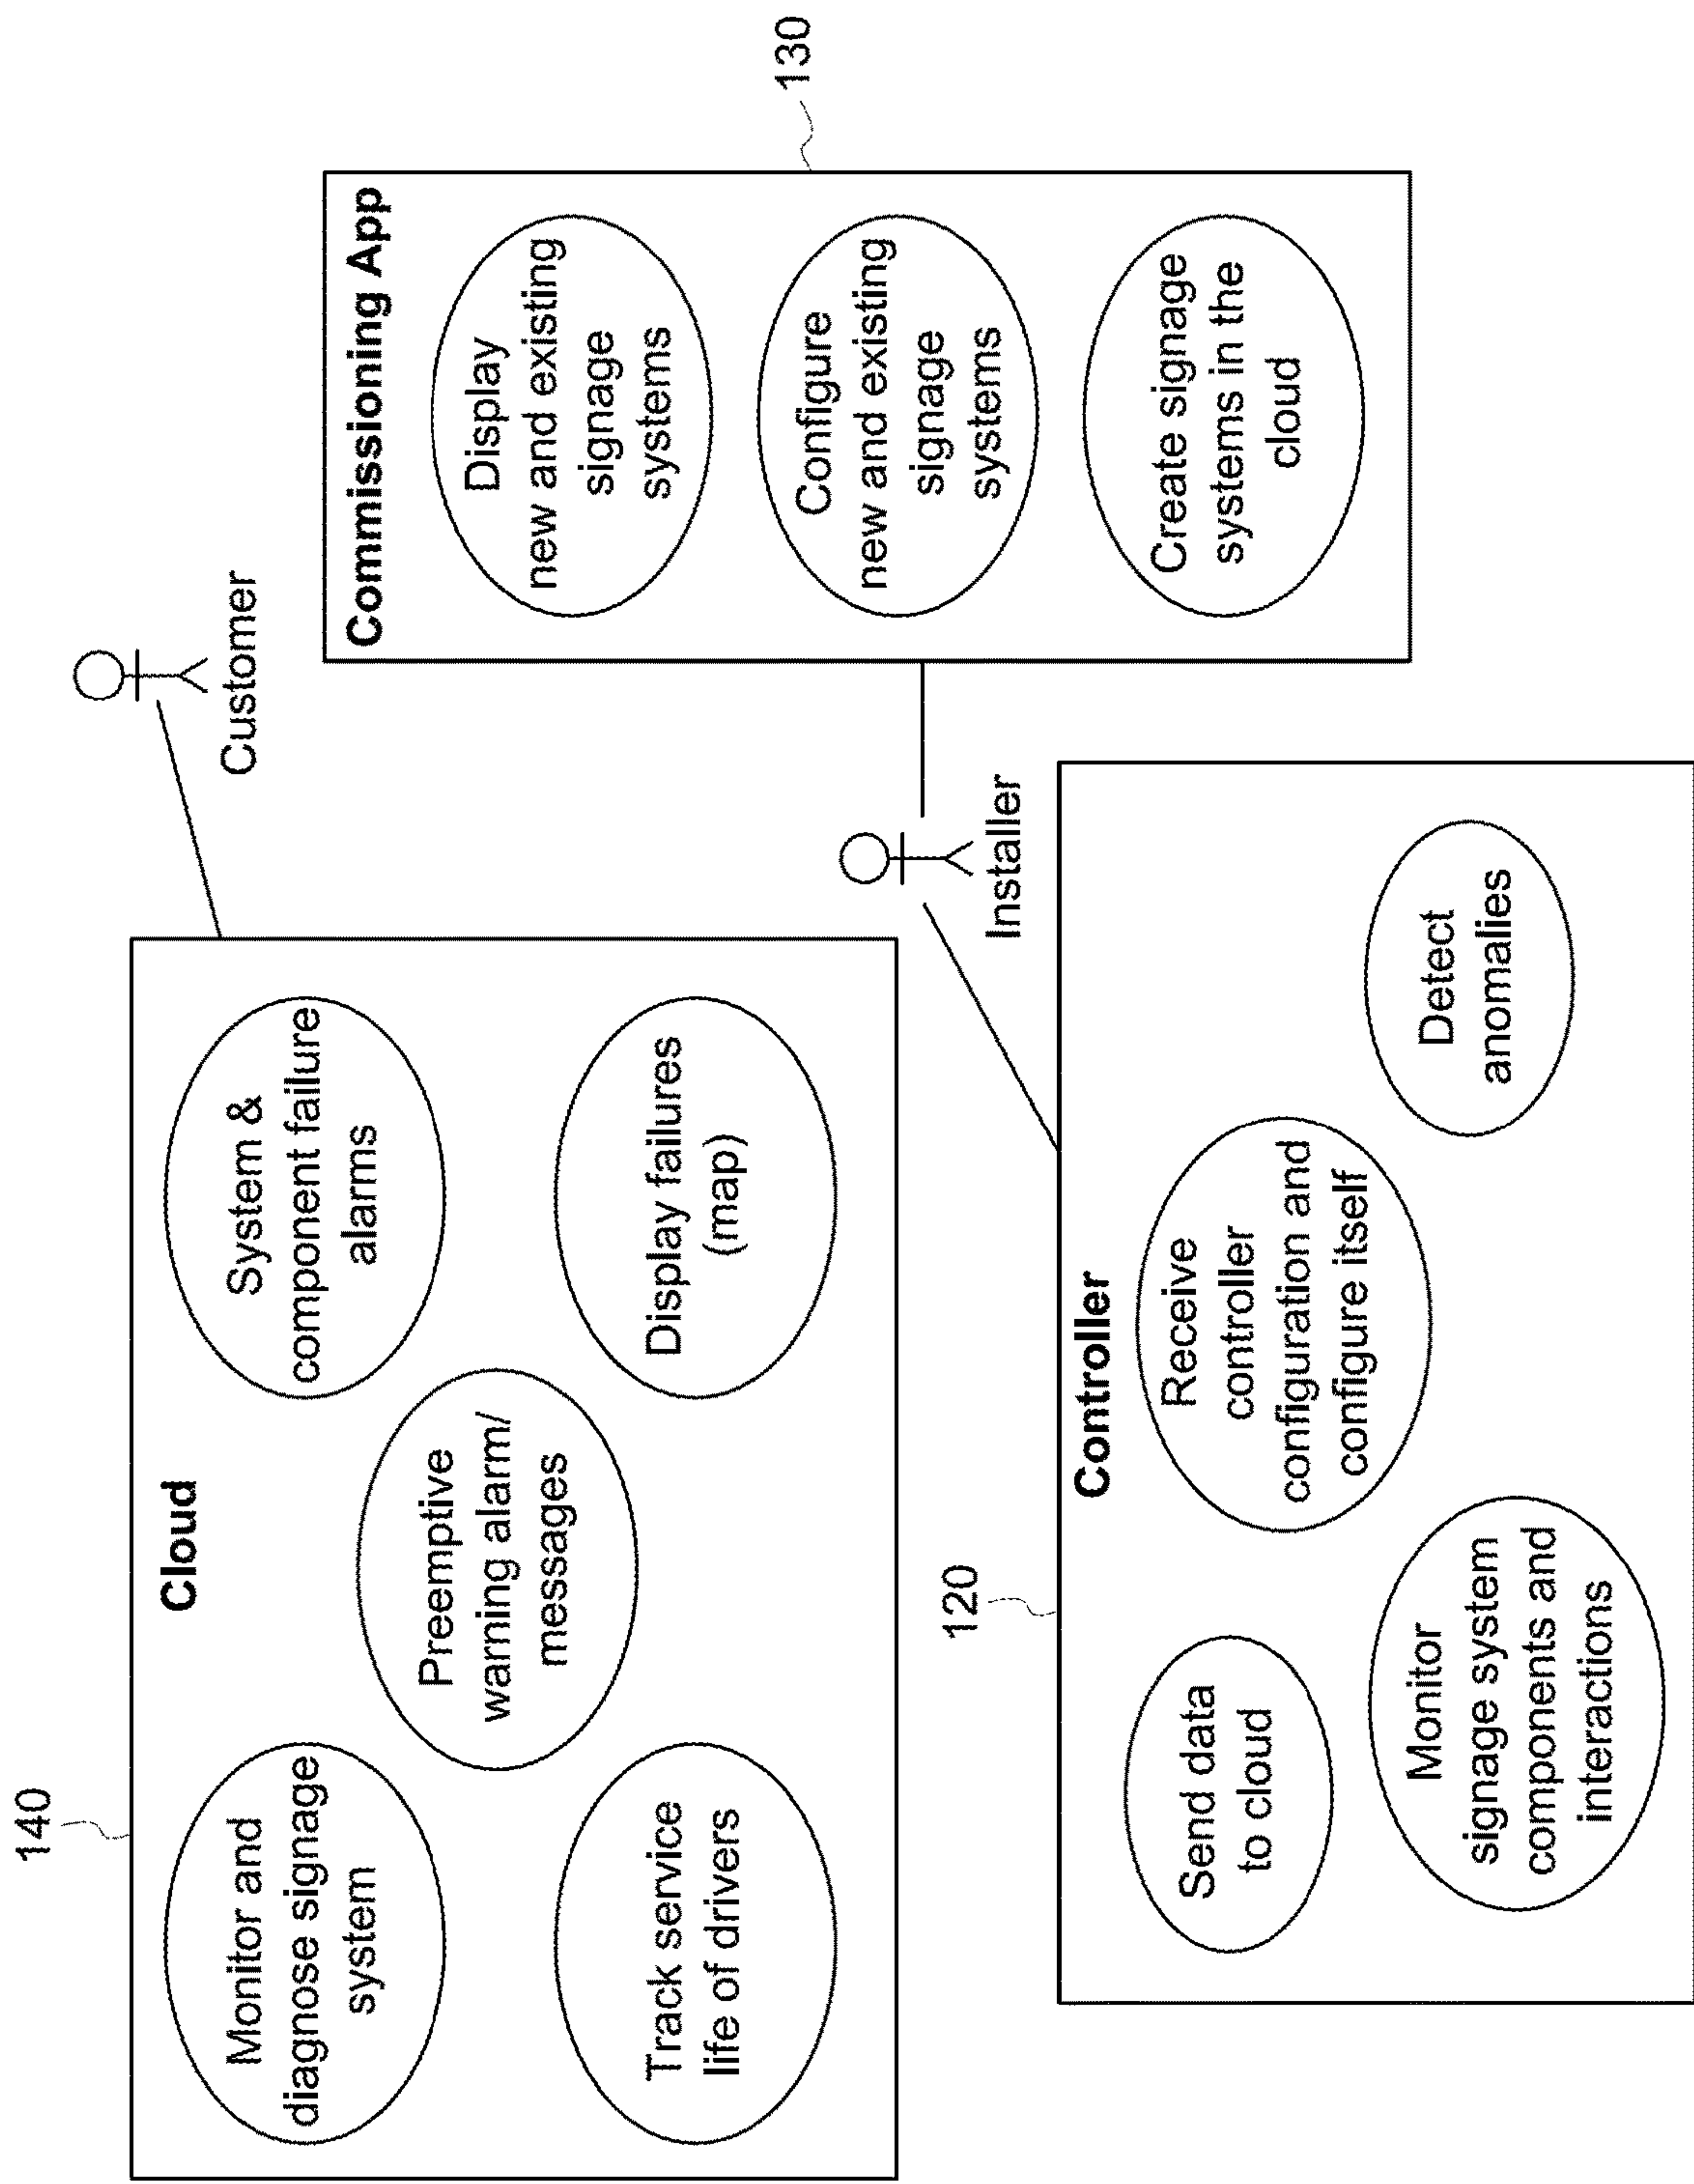 140
Cloud
Monitor and
diagnose signage
system
System &
component failure
alarms
Preemptive
warning alarm/
messages
Track service
life of drivers
Display failures
(map)
Customer
120
Controller
Send data
to cloud
Receive
controller
configuration and
configure itself
Monitor
signage system
components and
interactions
Detect
anomalies
Installer
Commissioning App
130
Display
new and existing
signage
systems
Configure
new and existing
signage
systems
Create signage
systems in the
cloud